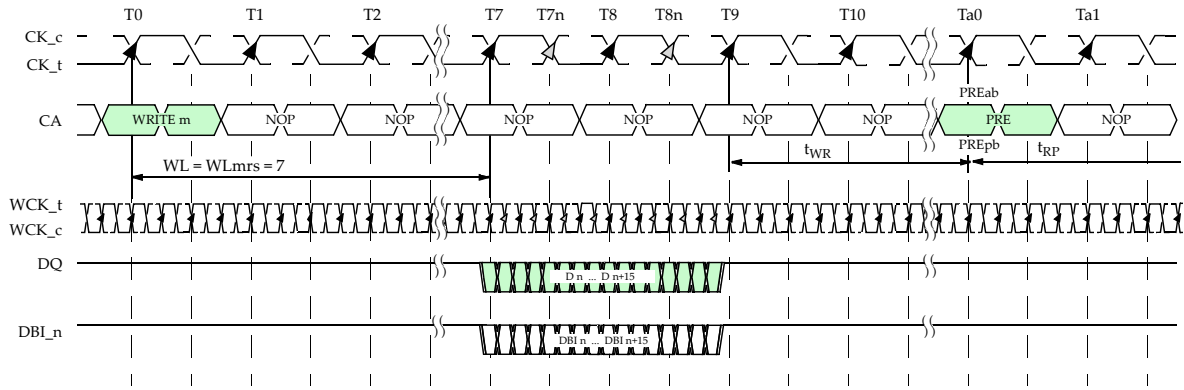 T0 T1 T2 T7 T7n T8 T8n T9 T10 Ta0 Ta1
CK_c
CK_t
PREab
CA WRITE m NOP NOP NOP NOP NOP NOP PRE NOP
PREpb
WL = WLmrs = 7 tWR tRP
WCK_t
WCK_c
DQ D n ... D n+15
DBI_n DBI n ... DBI n+15